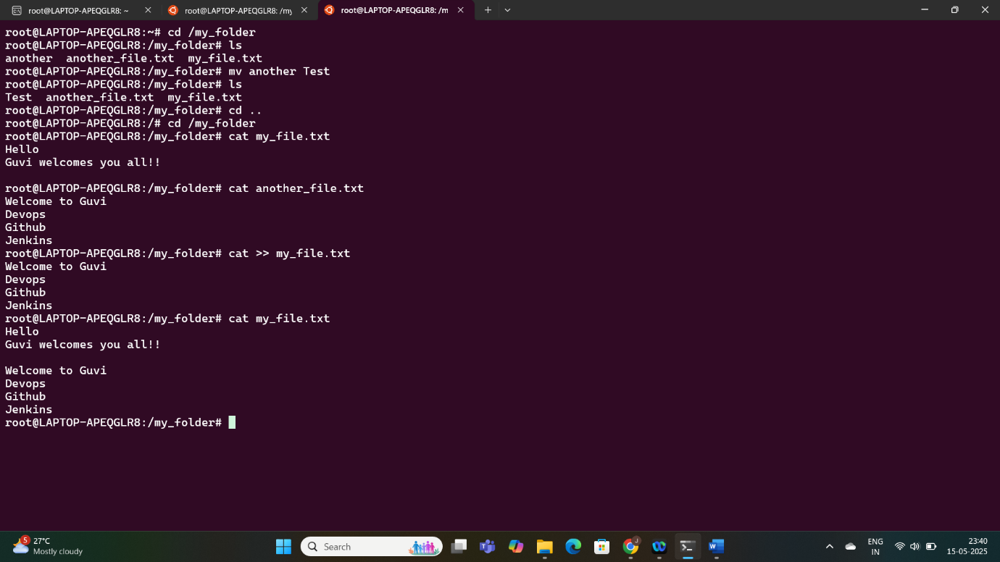 root@LAPTOP-APEQGLR8: ~
root@LAPTOP-APEQGLR8: /my
root@LAPTOP-APEQGLR8: /m
root@LAPTOP-APEQGLR8:~# cd /my_folder
root@LAPTOP-APEQGLR8:/my_folder# ls
another  another_file.txt  my_file.txt
root@LAPTOP-APEQGLR8:/my_folder# mv another Test
root@LAPTOP-APEQGLR8:/my_folder# ls
Test  another_file.txt  my_file.txt
root@LAPTOP-APEQGLR8:/my_folder# cd ..
root@LAPTOP-APEQGLR8:/# cd /my_folder
root@LAPTOP-APEQGLR8:/my_folder# cat my_file.txt
Hello
Guvi welcomes you all!!
root@LAPTOP-APEQGLR8:/my_folder# cat another_file.txt
Welcome to Guvi
Devops
Github
Jenkins
root@LAPTOP-APEQGLR8:/my_folder# cat >> my_file.txt
Welcome to Guvi
Devops
Github
Jenkins
root@LAPTOP-APEQGLR8:/my_folder# cat my_file.txt
Hello
Guvi welcomes you all!!
Welcome to Guvi
Devops
Github
Jenkins
root@LAPTOP-APEQGLR8:/my_folder#
5
27°C
Mostly cloudy
Search
J
W
ENG
IN
23:40
15-05-2025